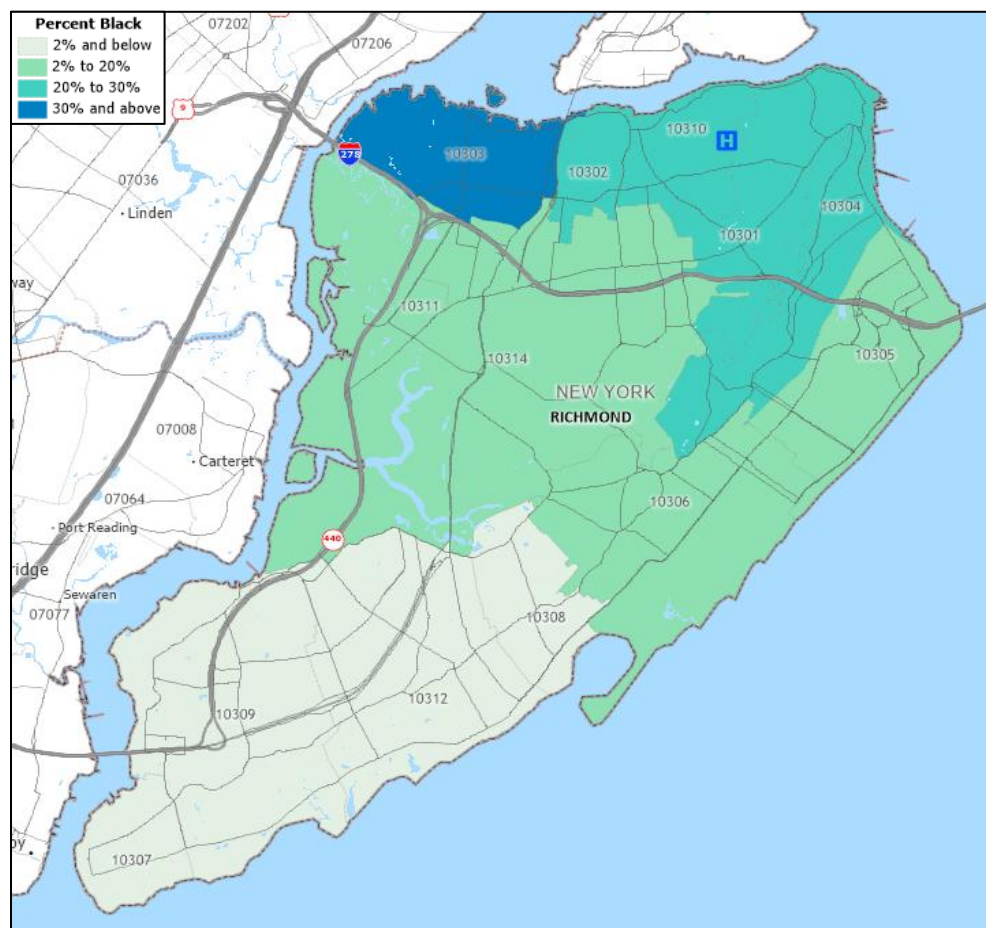 Percent Black
2% and below
2% to 20%
20% to 30%
30% and above
07202
07206
9
278
10303
10302
10310
H
07036
Linden
10304
10301
way
10311
10305
10314
NEW YORK
RICHMOND
07008
Carteret
07064
10306
Port Reading
440
ridge
Sewaren
07077
10308
10312
10309
10307
oy